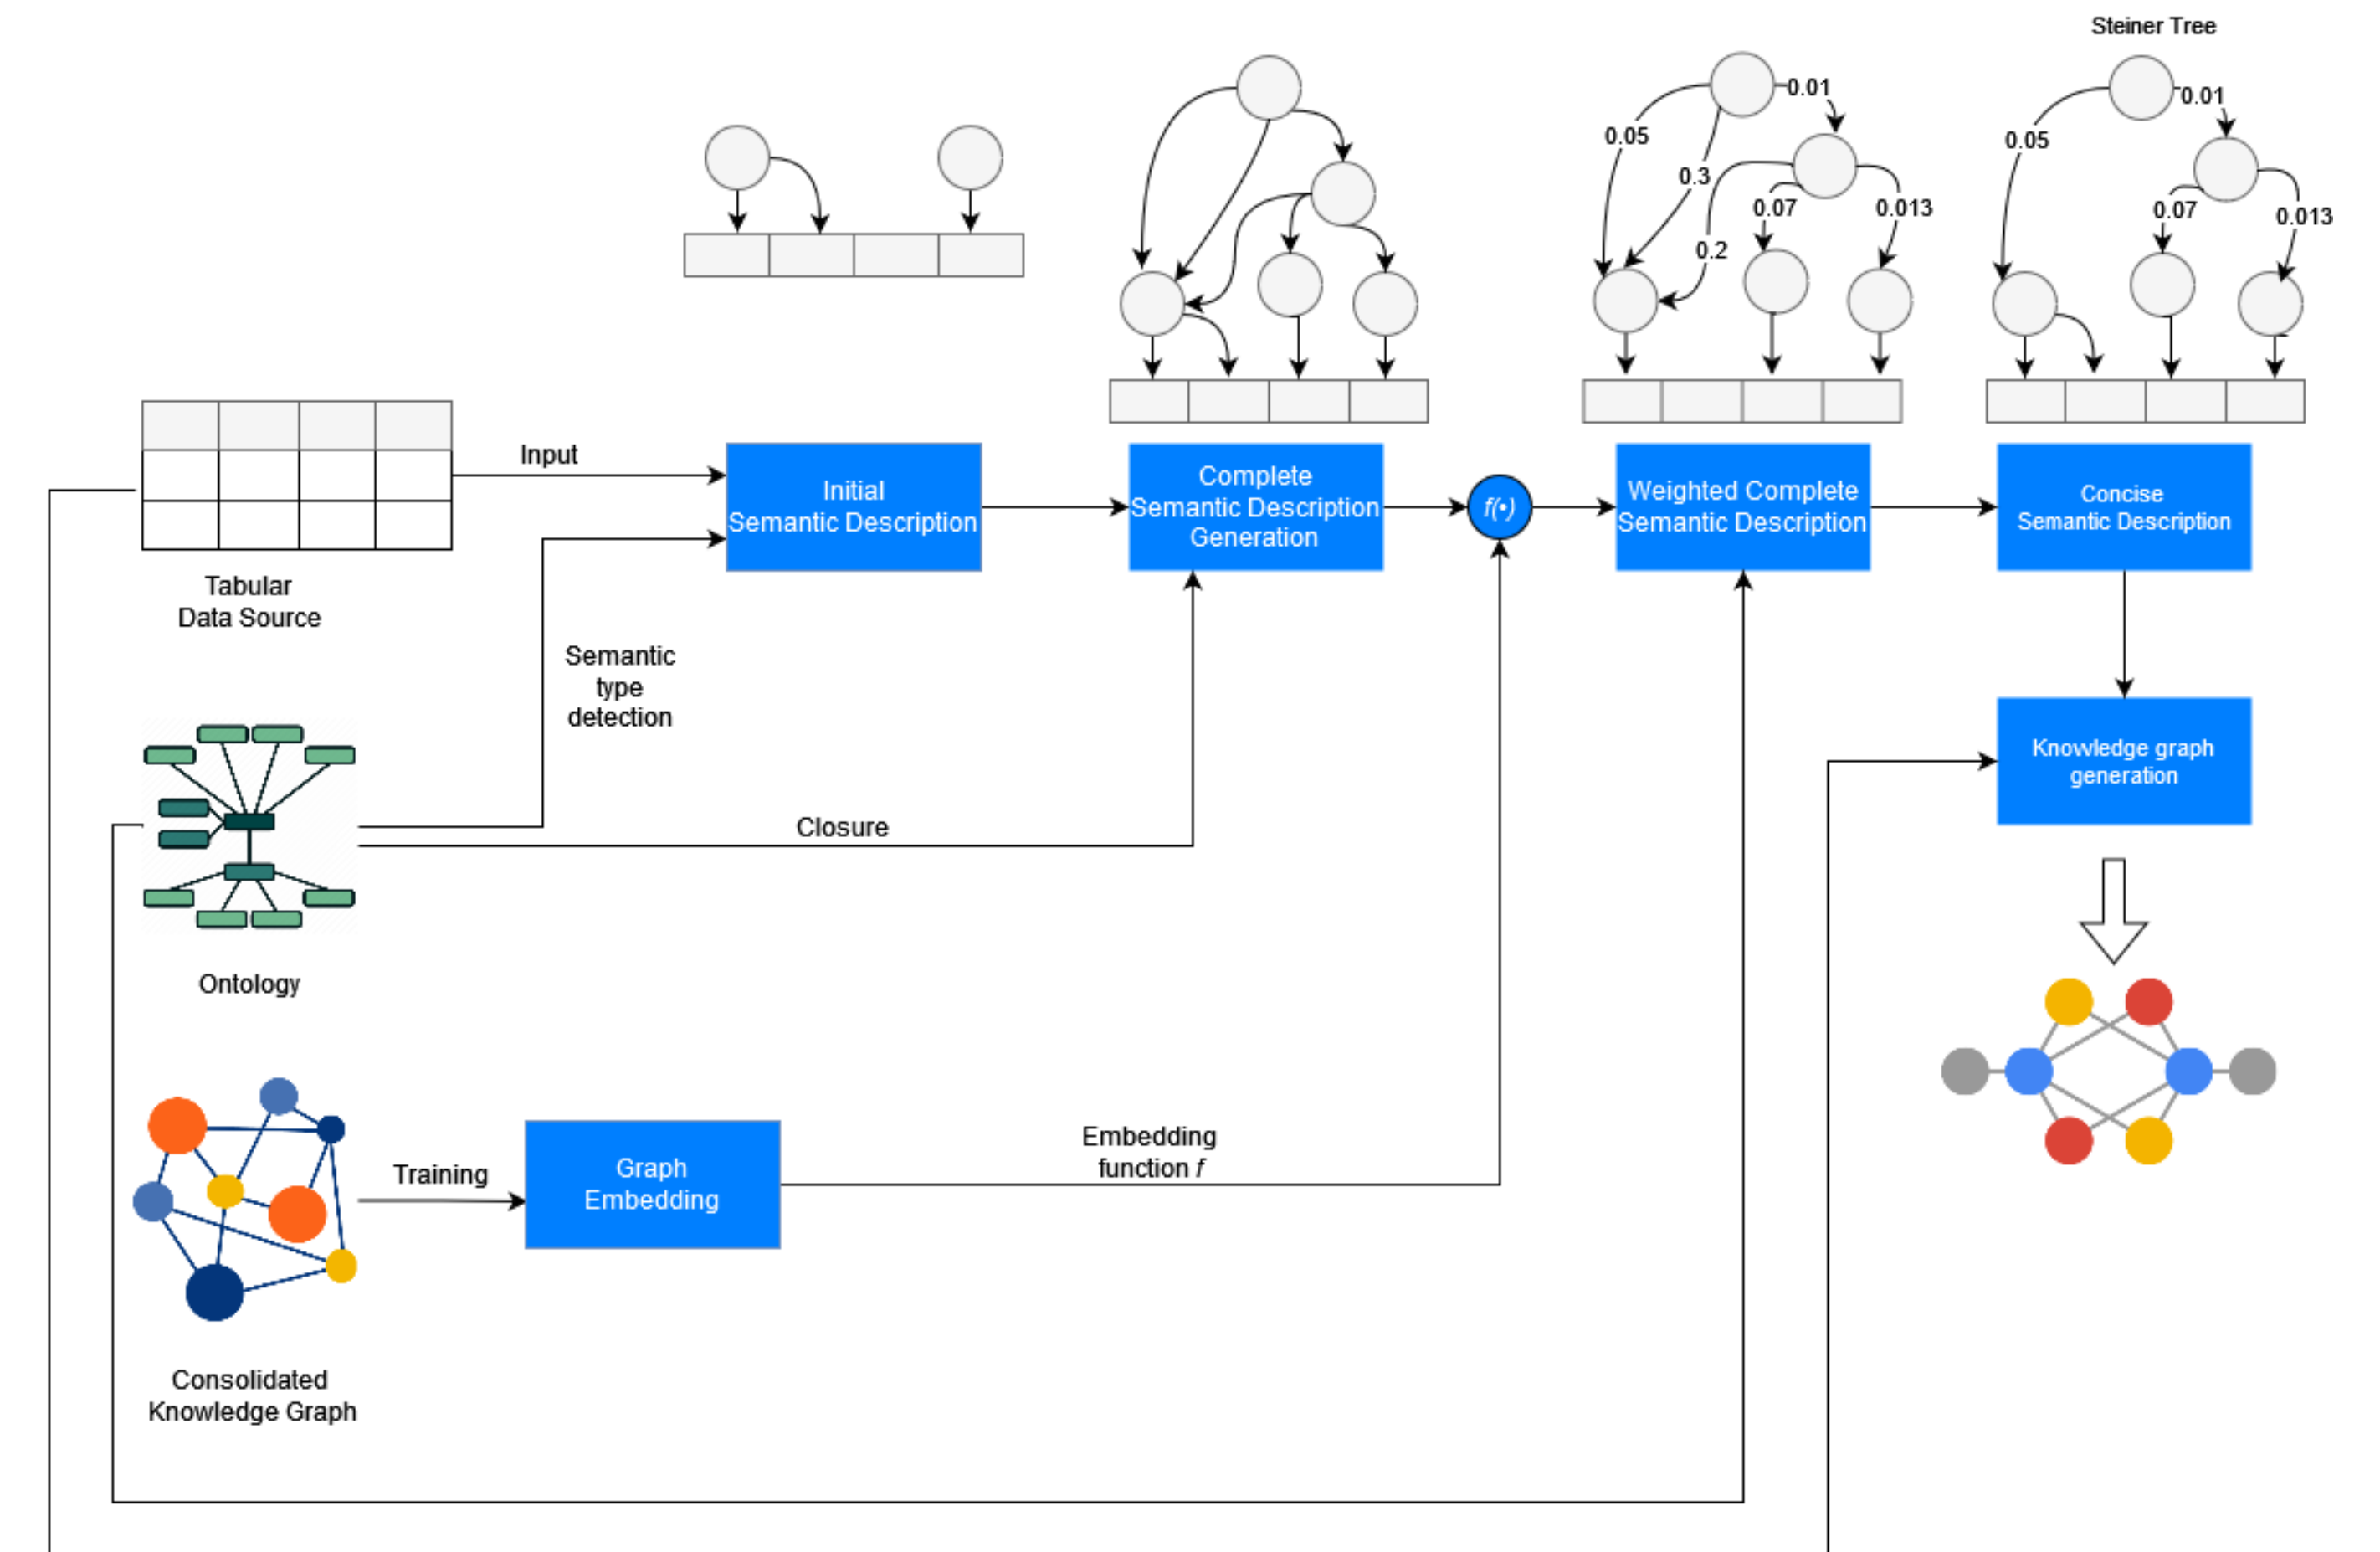 Steiner Tree
0.01
0.05
0.3
0.07
0.013
0.2
0.01
0.05
0.07
0.013
Input
Initial
Semantic Description
Complete
Semantic Description
Generation
f(•)
Weighted Complete
Semantic Description
Concise
Semantic Description
Tabular
Data Source
Semantic
type
detection
Knowledge graph
generation
Closure
Ontology
Training
Graph
Embedding
Embedding
function f
Consolidated
Knowledge Graph